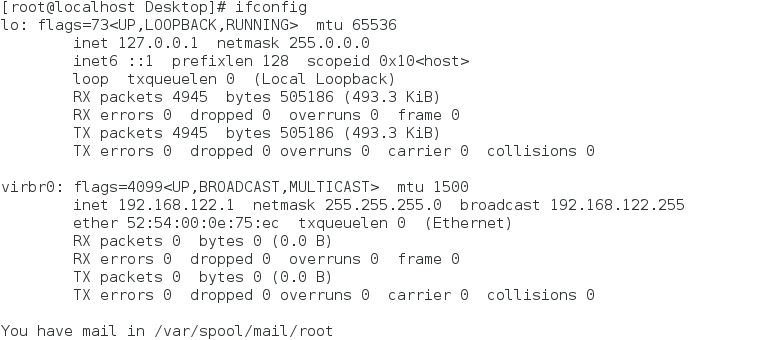 [root@localhost Desktop]# ifconfig
lo: flags=73<UP,LOOPBACK,RUNNING>  mtu 65536
        inet 127.0.0.1  netmask 255.0.0.0
        inet6 ::1  prefixlen 128  scopeid 0x10<host>
        loop  txqueuelen 0  (Local Loopback)
        RX packets 4945  bytes 505186 (493.3 KiB)
        RX errors 0  dropped 0  overruns 0  frame 0
        TX packets 4945  bytes 505186 (493.3 KiB)
        TX errors 0  dropped 0 overruns 0  carrier 0  collisions 0

virbr0: flags=4099<UP,BROADCAST,MULTICAST>  mtu 1500
        inet 192.168.122.1  netmask 255.255.255.0  broadcast 192.168.122.255
        ether 52:54:00:0e:75:ec  txqueuelen 0  (Ethernet)
        RX packets 0  bytes 0 (0.0 B)
        RX errors 0  dropped 0  overruns 0  frame 0
        TX packets 0  bytes 0 (0.0 B)
        TX errors 0  dropped 0 overruns 0  carrier 0  collisions 0

You have mail in /var/spool/mail/root